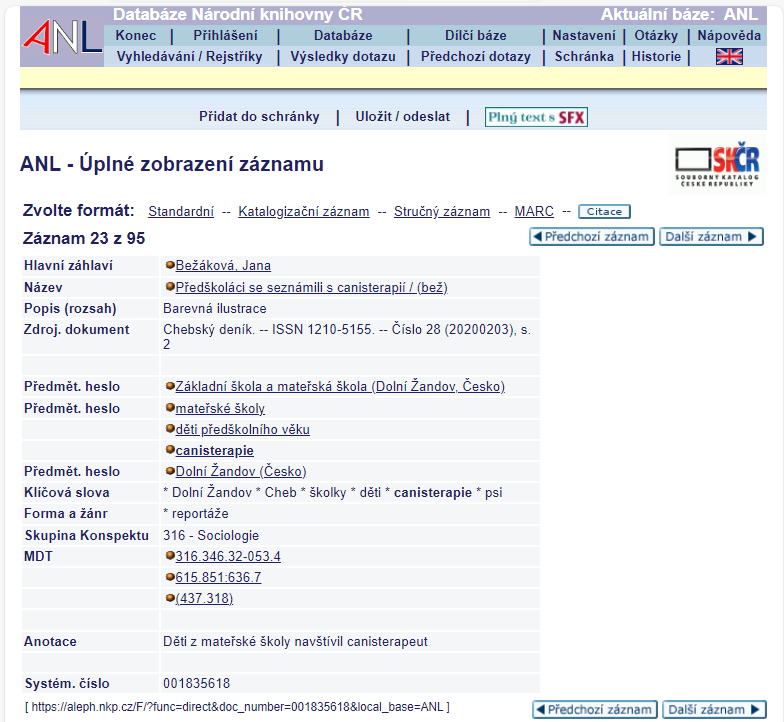 Databáze Národní knihovny ČR Aktuální báze: ANL
ANL
Konec | Přihlášení | Databáze | Dílčí báze | Nastavení | Otázky | Nápověda
Vyhledávání / Rejstříky | Výsledky dotazu | Předchozí dotazy | Schránka | Historie |
Přidat do schránky | Uložit / odeslat | Plný text s SFX
ANL - Úplné zobrazení záznamu
SKČR
SOUBORNÝ KATALOG
ČESKÉ REPUBLIKY
Zvolte formát: Standardní -- Katalogizační záznam -- Stručný záznam -- MARC -- Citace
Záznam 23 z 95 Předchozí záznam Další záznam
Hlavní záhlaví Bežáková, Jana
Název Předškoláci se seznámili s canisterapií / (bež)
Popis (rozsah) Barevná ilustrace
Zdroj. dokument Chebský deník. -- ISSN 1210-5155. -- Číslo 28 (20200203), s.
2
Předmět. heslo Základní škola a mateřská škola (Dolní Žandov, Česko)
Předmět. heslo mateřské školy
děti předškolního věku
canisterapie
Předmět. heslo Dolní Žandov (Česko)
Klíčová slova * Dolní Žandov * Cheb * školky * děti * canisterapie * psi
Forma a žánr * reportáže
Skupina Konspektu 316 - Sociologie
MDT 316.346.32-053.4
615.851:636.7
(437.318)
Anotace Děti z mateřské školy navštívil canisterapeut
Systém. číslo 001835618
[ https://aleph.nkp.cz/F/?func=direct&doc_number=001835618&local_base=ANL ] Předchozí záznam Další záznam